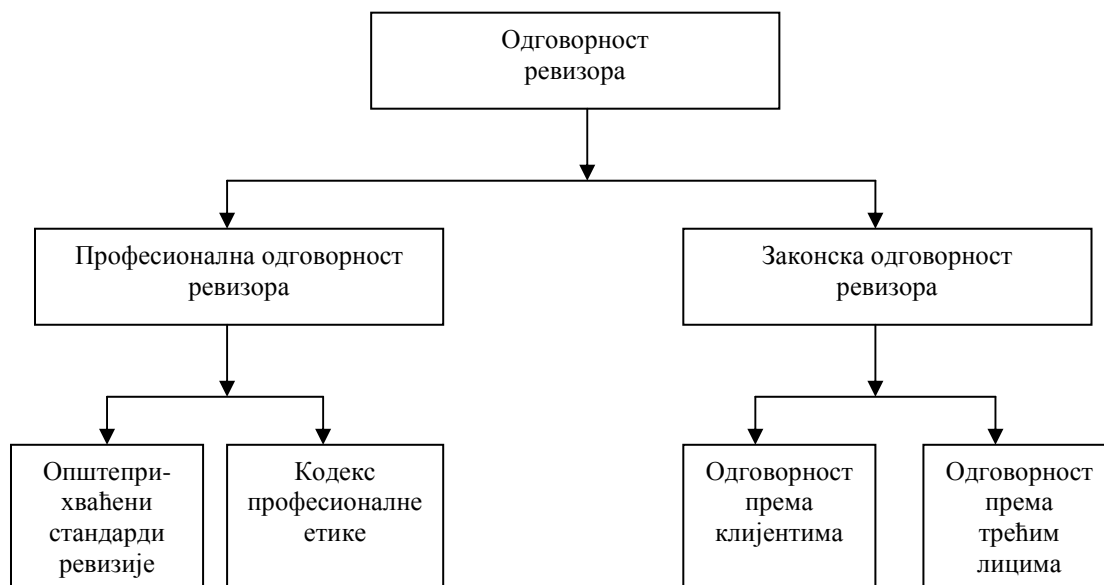 Одговорност
ревизора
Професионална одговорност
ревизора
Законска одговорност
ревизора
Општепри-
хваћени
стандарди
ревизије
Кодекс
професионалне
етике
Одговорност
према
клијентима
Одговорност
према
трећим
лицима